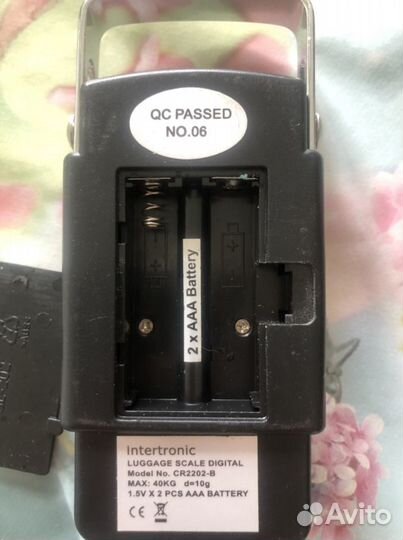 QC PASSED
NO.06
2 x AAA Battery
intertronic
LUGGAGE SCALE DIGITAL
Model No. CR2202-B
MAX: 40KG d=10g
1.5V X 2 PCS AAA BATTERY
CE
Avito